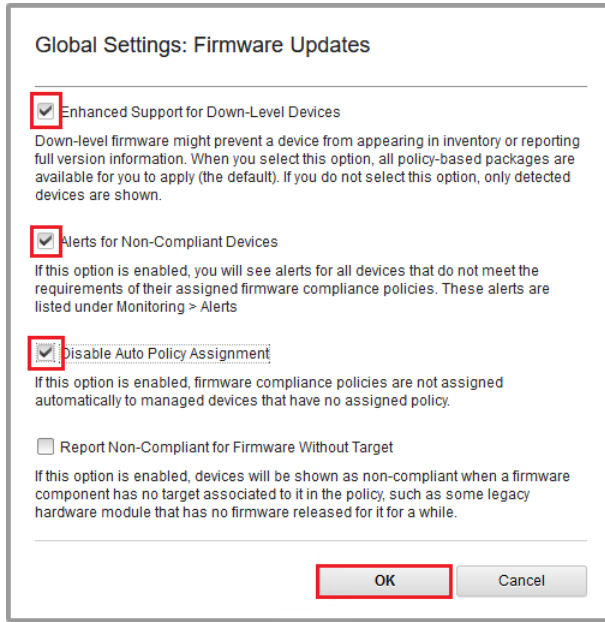 Global Settings: Firmware Updates
Enhanced Support for Down-Level Devices
Down-level firmware might prevent a device from appearing in inventory or reporting
full version information. When you select this option, all policy-based packages are
available for you to apply (the default). If you do not select this option, only detected
devices are shown.
Alerts for Non-Compliant Devices
If this option is enabled, you will see alerts for all devices that do not meet the
requirements of their assigned firmware compliance policies. These alerts are
listed under Monitoring > Alerts
Disable Auto Policy Assignment
If this option is enabled, firmware compliance policies are not assigned
automatically to managed devices that have no assigned policy.
Report Non-Compliant for Firmware Without Target
If this option is enabled, devices will be shown as non-compliant when a firmware
component has no target associated to it in the policy, such as some legacy
hardware module that has no firmware released for it for a while.
OK
Cancel